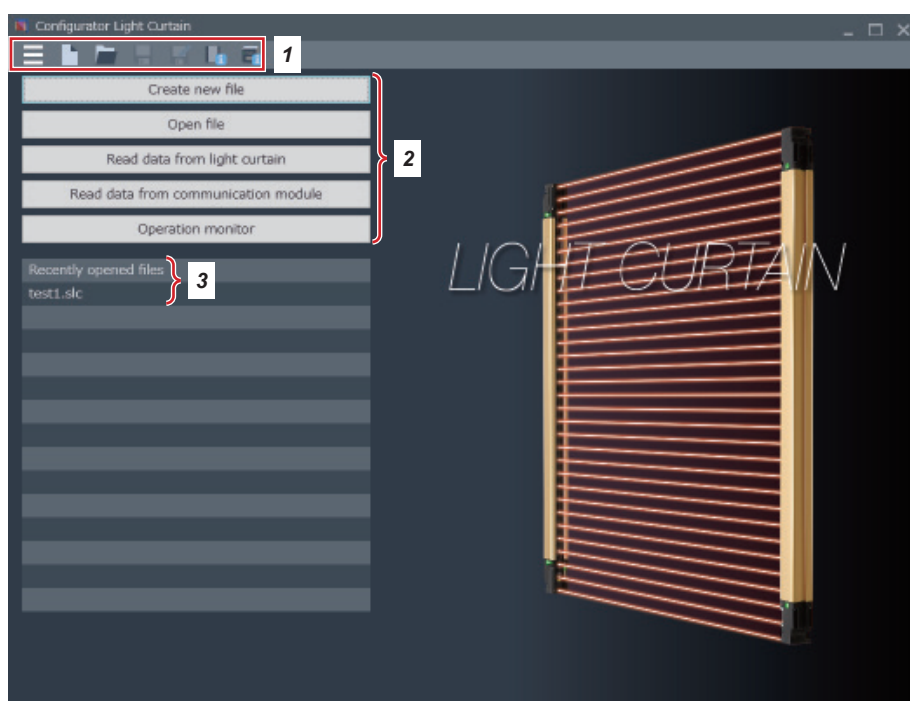 Configurator Light Curtain
1
Create new file
Open file
Read data from light curtain
2
Read data from communication module
Operation monitor
LIGHT CURTAIN
Recently opened files
3
test1.slc